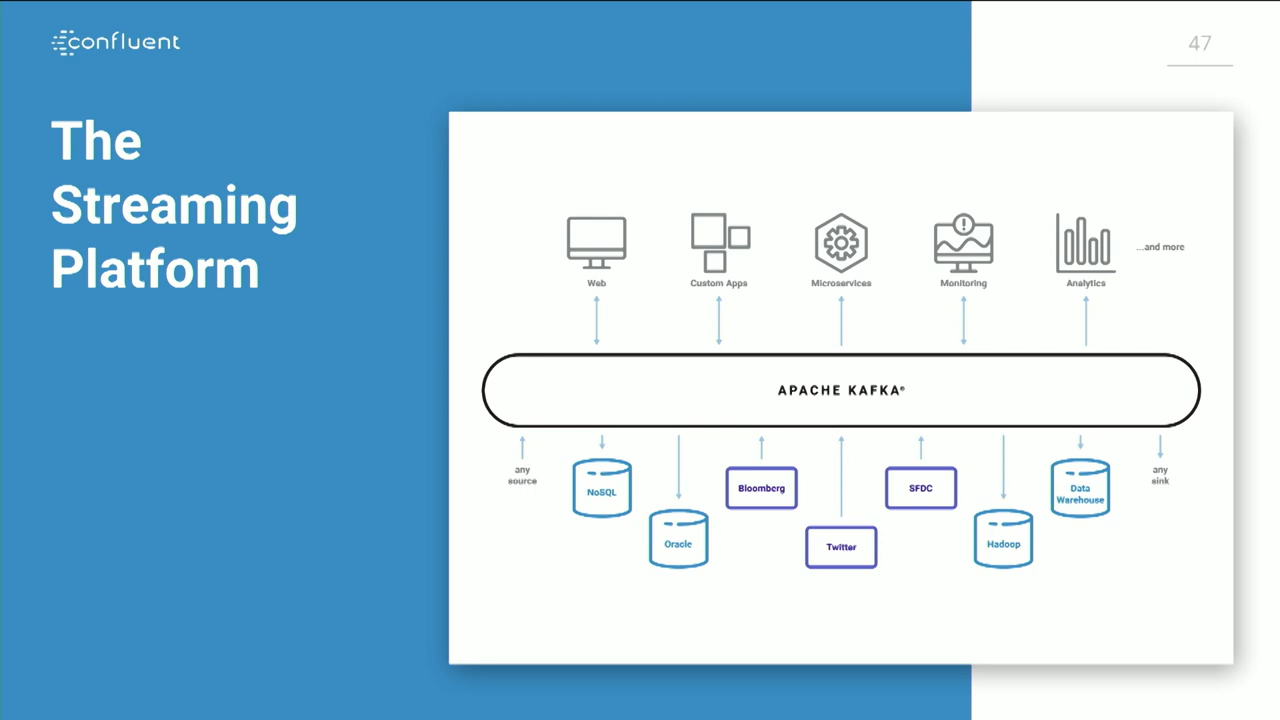 confluent
47
The
Streaming
Platform
Web
Custom Apps
Microservices
Monitoring
Analytics
...and more
APACHE KAFKA®
any
source
NoSQL
Oracle
Bloomberg
Twitter
SFDC
Hadoop
Data
Warehouse
any
sink